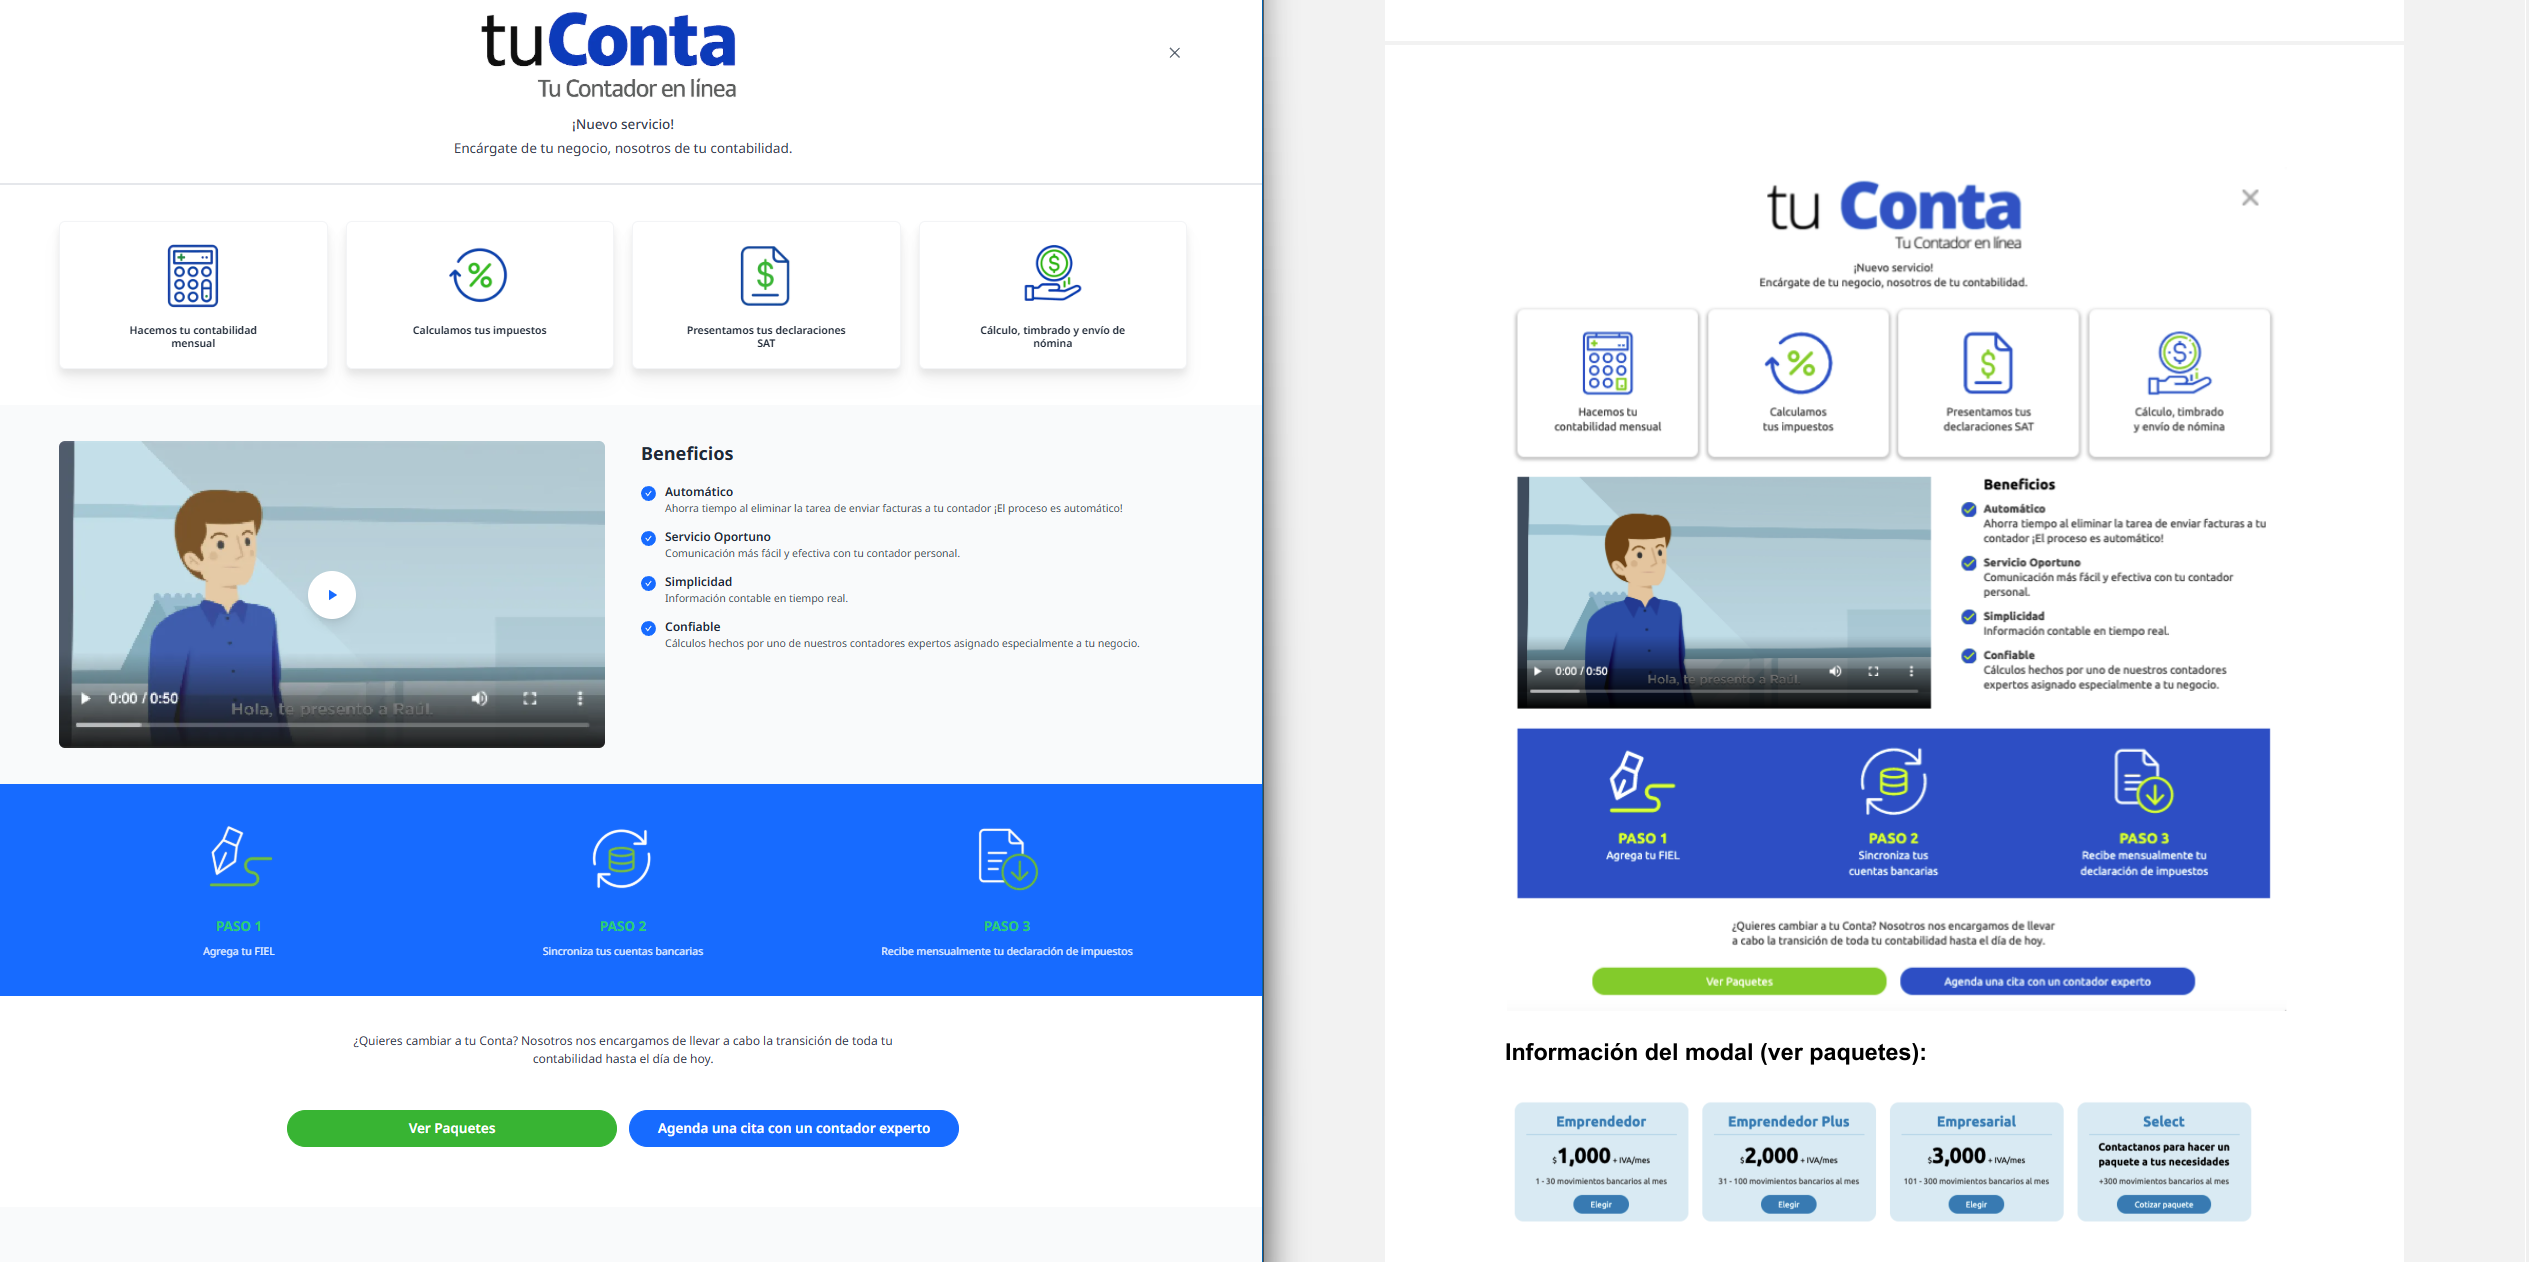 tuConta
Tu Contador en línea
¡Nuevo servicio!
Encárgate de tu negocio, nosotros de tu contabilidad.
Hacemos tu contabilidad
mensual
Calculamos tus impuestos
Presentamos tus declaraciones
SAT
Cálculo, timbrado y envío de
nómina
0:00 / 0:50
Hola, te presento a Raúl.
Beneficios
Automático
Ahorra tiempo al eliminar la tarea de enviar facturas a tu contador ¡El proceso es automático!
Servicio Oportuno
Comunicación más fácil y efectiva con tu contador personal.
Simplicidad
Información contable en tiempo real.
Confiable
Cálculos hechos por uno de nuestros contadores expertos asignado especialmente a tu negocio.
PASO 1
Agrega tu FIEL
PASO 2
Sincroniza tus cuentas bancarias
PASO 3
Recibe mensualmente tu declaración de impuestos
¿Quieres cambiar a tu Conta? Nosotros nos encargamos de llevar a cabo la transición de toda tu
contabilidad hasta el día de hoy.
Ver Paquetes
Agenda una cita con un contador experto
tu Conta
Tu Contador en línea
¡Nuevo servicio!
Encárgate de tu negocio, nosotros de tu contabilidad.
Hacemos tu
contabilidad mensual
Calculamos
tus impuestos
Presentamos tus
declaraciones SAT
Cálculo, timbrado
y envío de nómina
0:00 / 0:50
Hola, te presento a Raúl.
Beneficios
Automático
Ahorra tiempo al eliminar la tarea de enviar facturas a tu
contador ¡El proceso es automático!
Servicio Oportuno
Comunicación más fácil y efectiva con tu contador
personal.
Simplicidad
Información contable en tiempo real.
Confiable
Cálculos hechos por uno de nuestros contadores
expertos asignado especialmente a tu negocio.
PASO 1
Agrega tu FIEL
PASO 2
Sincroniza tus
cuentas bancarias
PASO 3
Recibe mensualmente tu
declaración de impuestos
¿Quieres cambiar a tu Conta? Nosotros nos encargamos de llevar
a cabo la transición de toda tu contabilidad hasta el día de hoy.
Ver Paquetes
Agenda una cita con un contador experto
Información del modal (ver paquetes):
Emprendedor
$1,000 + IVA/mes
1 - 30 movimientos bancarios al mes
Elegir
Emprendedor Plus
$2,000 + IVA/mes
31 - 100 movimientos bancarios al mes
Elegir
Empresarial
$3,000 + IVA/mes
101 - 300 movimientos bancarios al mes
Elegir
Select
Contactanos para hacer un
paquete a tus necesidades
+300 movimientos bancarios al mes
Cotizar paquete